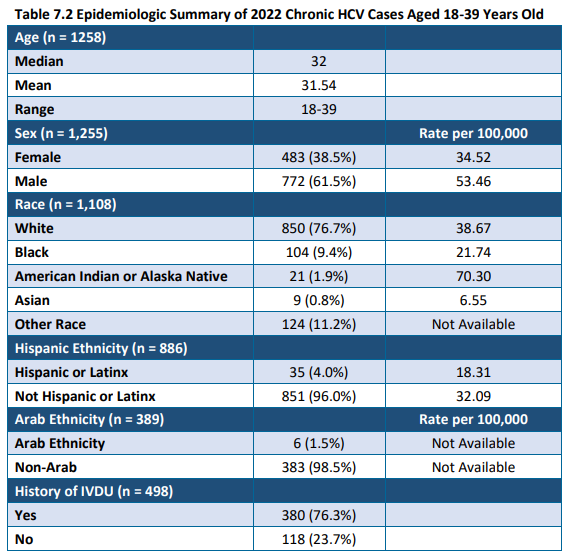 Table 7.2 Epidemiologic Summary of 2022 Chronic HCV Cases Aged 18-39 Years Old
Age (n = 1258)
Median 32
Mean 31.54
Range 18-39
Sex (n = 1,255) Rate per 100,000
Female 483 (38.5%) 34.52
Male 772 (61.5%) 53.46
Race (n = 1,108)
White 850 (76.7%) 38.67
Black 104 (9.4%) 21.74
American Indian or Alaska Native 21 (1.9%) 70.30
Asian 9 (0.8%) 6.55
Other Race 124 (11.2%) Not Available
Hispanic Ethnicity (n = 886)
Hispanic or Latinx 35 (4.0%) 18.31
Not Hispanic or Latinx 851 (96.0%) 32.09
Arab Ethnicity (n = 389) Rate per 100,000
Arab Ethnicity 6 (1.5%) Not Available
Non-Arab 383 (98.5%) Not Available
History of IVDU (n = 498)
Yes 380 (76.3%)
No 118 (23.7%)